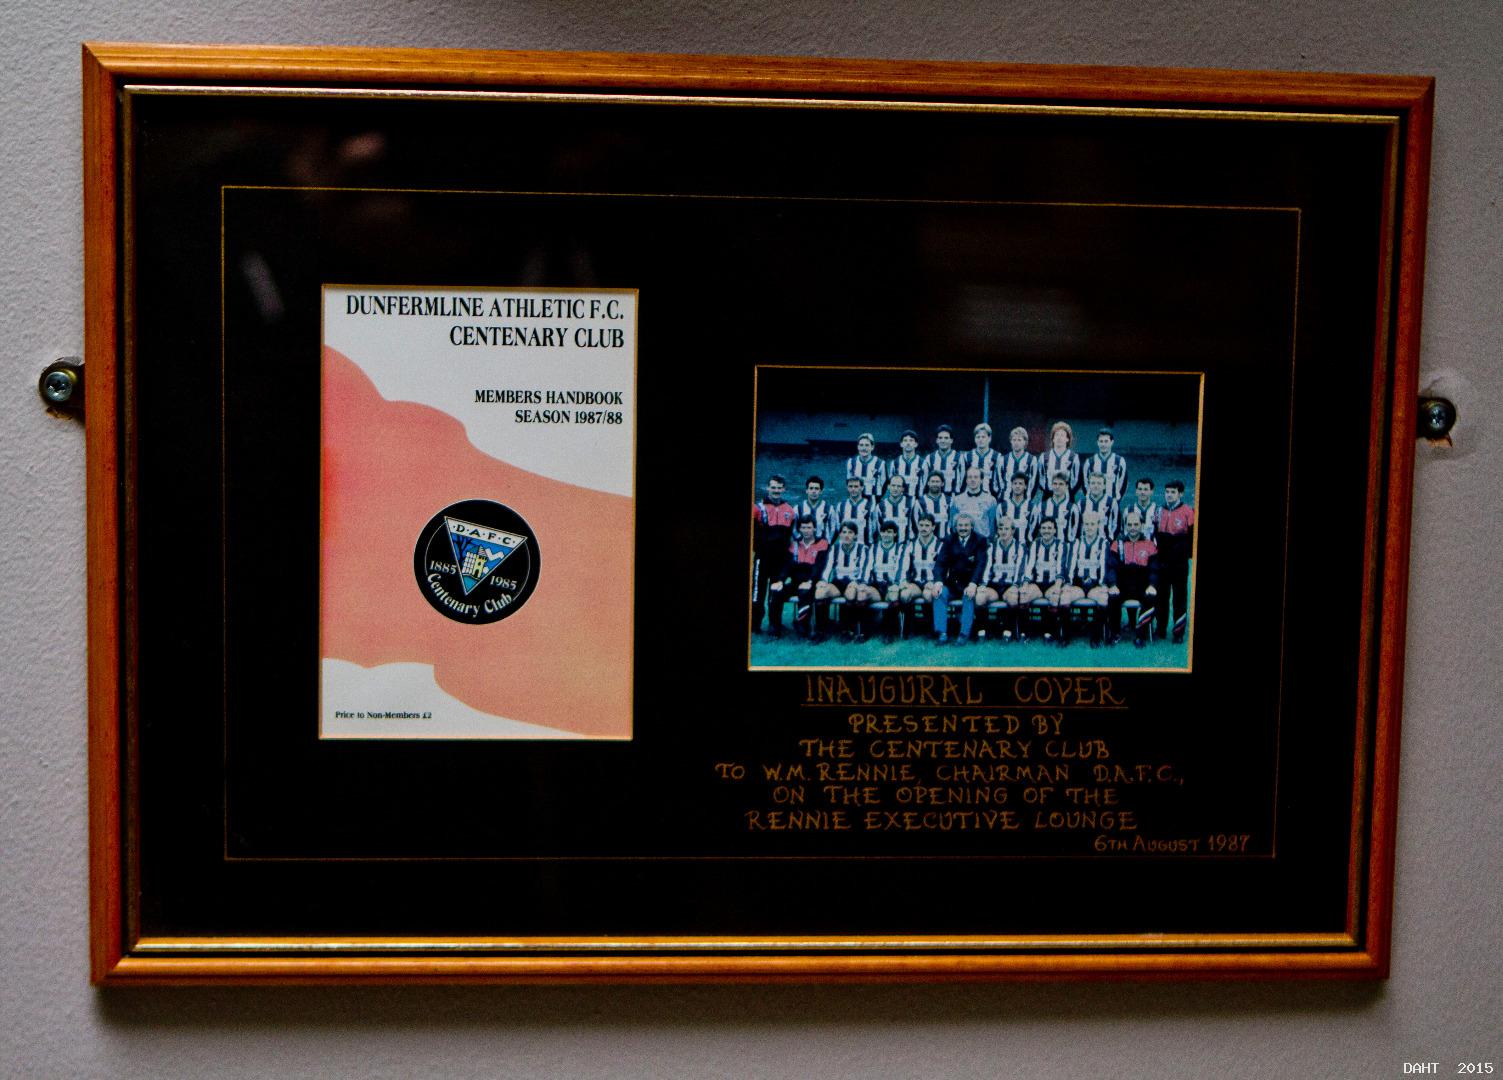 DUNFERMLINE ATHLETIC F.C.
CENTENARY CLUB
MEMBERS HANDBOOK
SEASON 1987/88
·D·A·F·C·
1885 1985
Centenary Club
Price to Non-Members £2
INAUGURAL COVER
PRESENTED BY
THE CENTENARY CLUB
TO W.M. RENNIE, CHAIRMAN D.A.F.C.,
ON THE OPENING OF THE
RENNIE EXECUTIVE LOUNGE
6TH AUGUST 1987
DAHT 2015